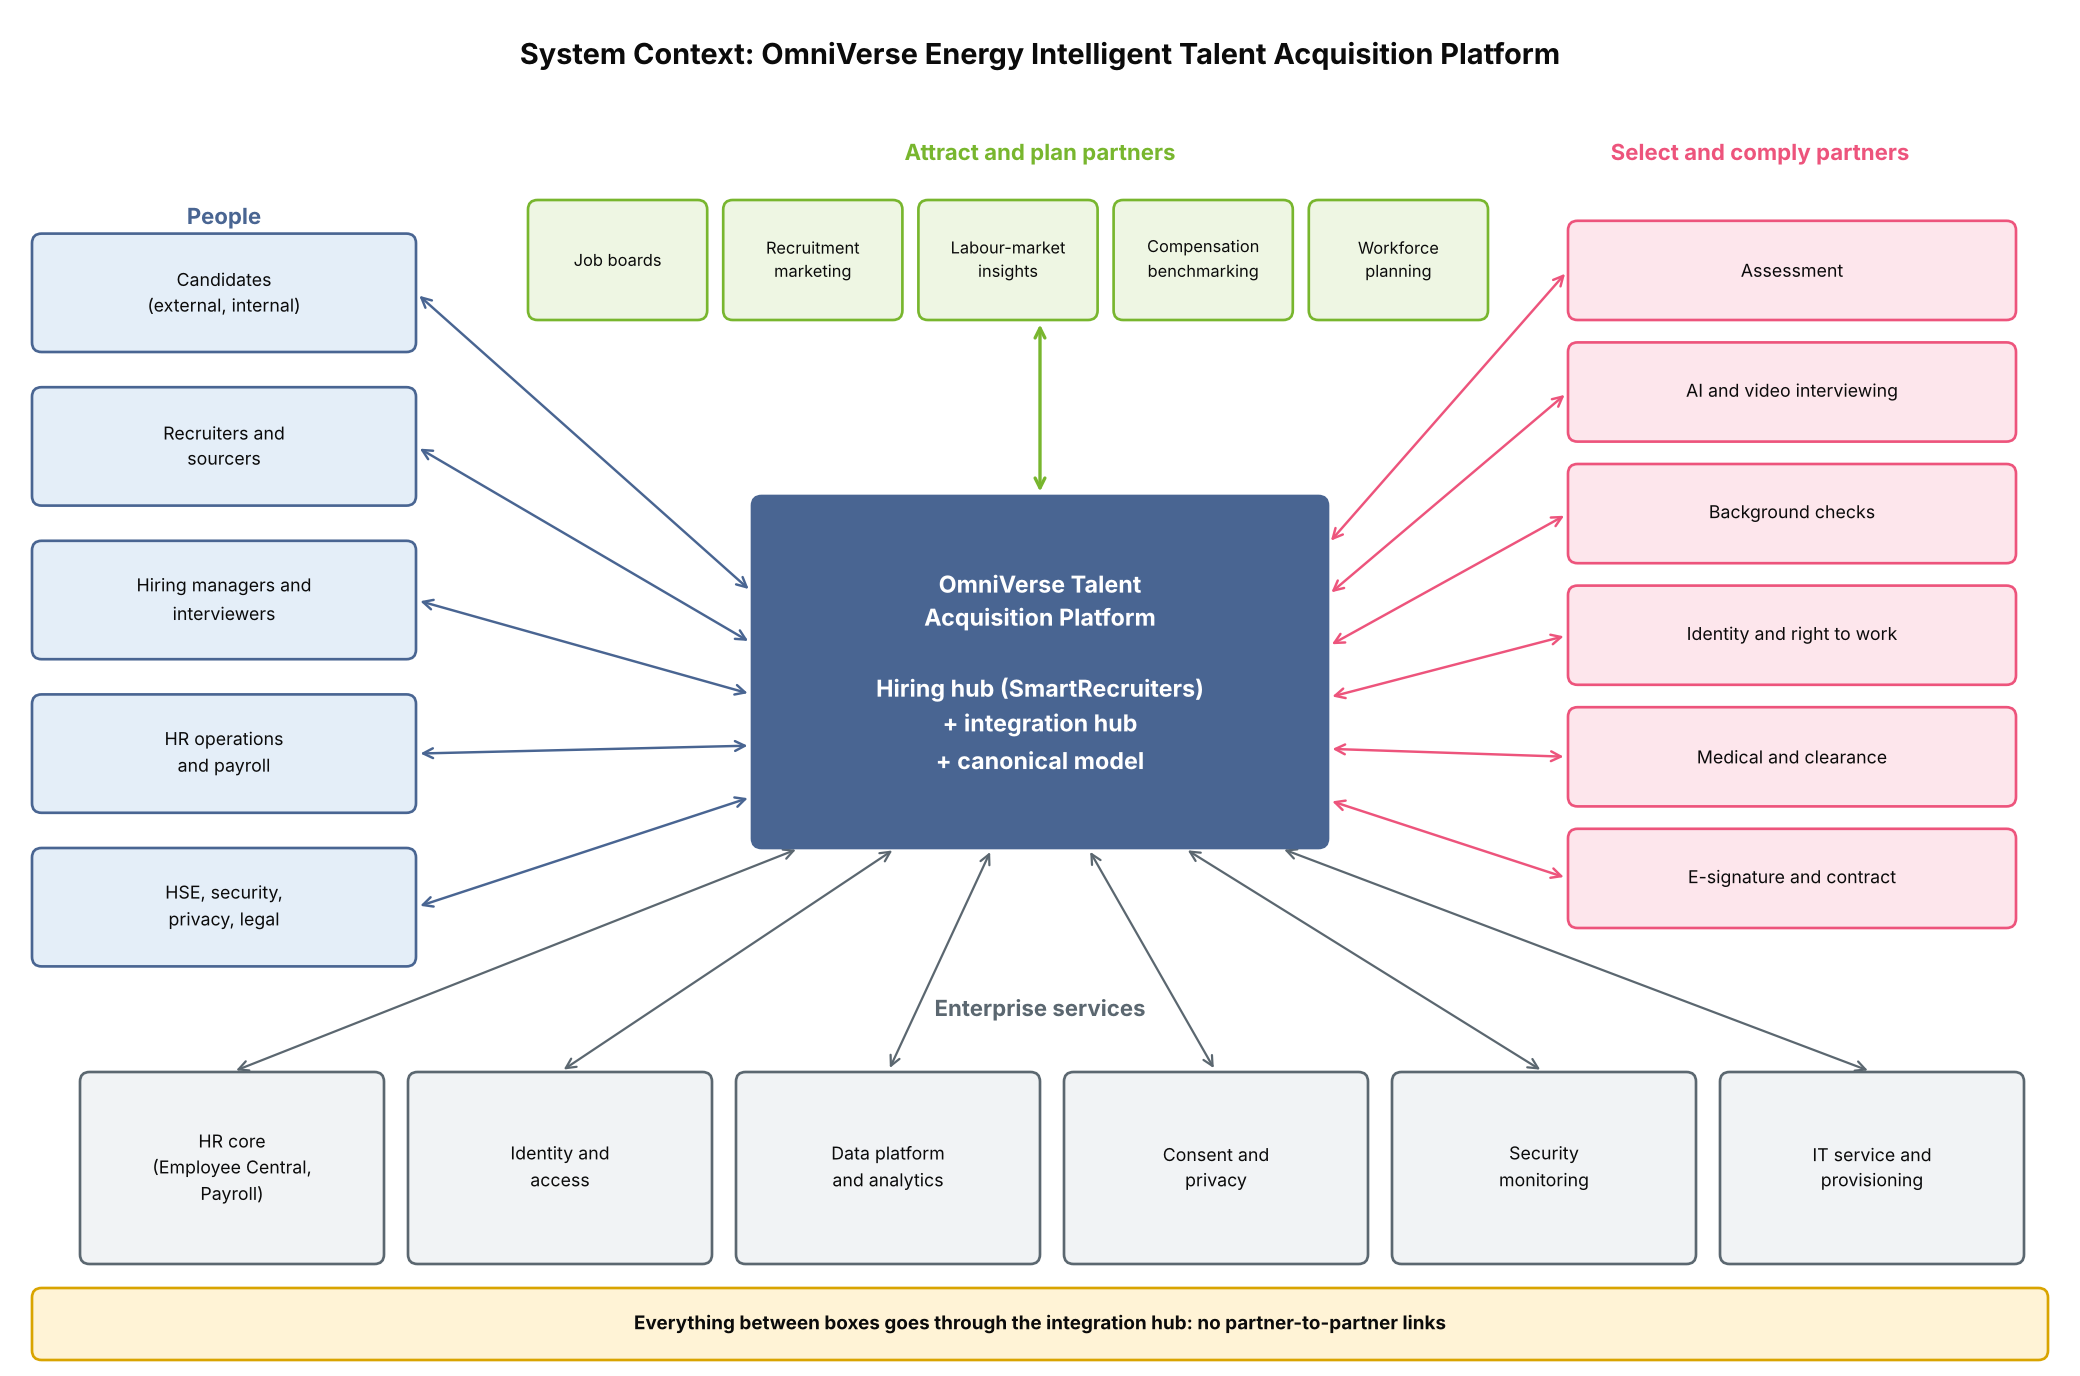 System Context: OmniVerse Energy Intelligent Talent Acquisition Platform
Attract and plan partners
Select and comply partners
People
Candidates
(external, internal)
Recruiters and
sourcers
Hiring managers and
interviewers
HR operations
and payroll
HSE, security,
privacy, legal
Job boards
Recruitment
marketing
Labour-market
insights
Compensation
benchmarking
Workforce
planning
OmniVerse Talent
Acquisition Platform
Hiring hub (SmartRecruiters)
+ integration hub
+ canonical model
Assessment
AI and video interviewing
Background checks
Identity and right to work
Medical and clearance
E-signature and contract
Enterprise services
HR core
(Employee Central,
Payroll)
Identity and
access
Data platform
and analytics
Consent and
privacy
Security
monitoring
IT service and
provisioning
Everything between boxes goes through the integration hub: no partner-to-partner links